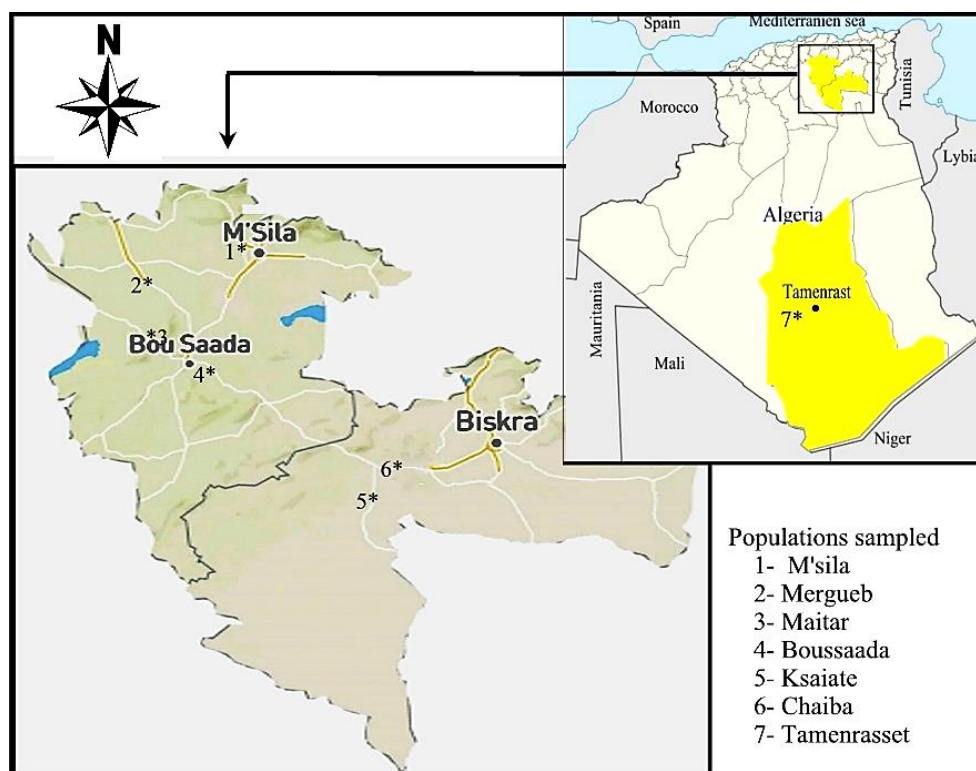 N
Spain
Mediterranien sea
Morocco
Tunisia
Lybia
Algeria
Mauritania
Tamenrast
7*
Mali
Niger
M'Sila
1*
2*
*3
Bou Saada
4*
Biskra
6*
5*
Populations sampled
1- M'sila
2- Mergueb
3- Maitar
4- Boussaada
5- Ksaiate
6- Chaiba
7- Tamenrasset